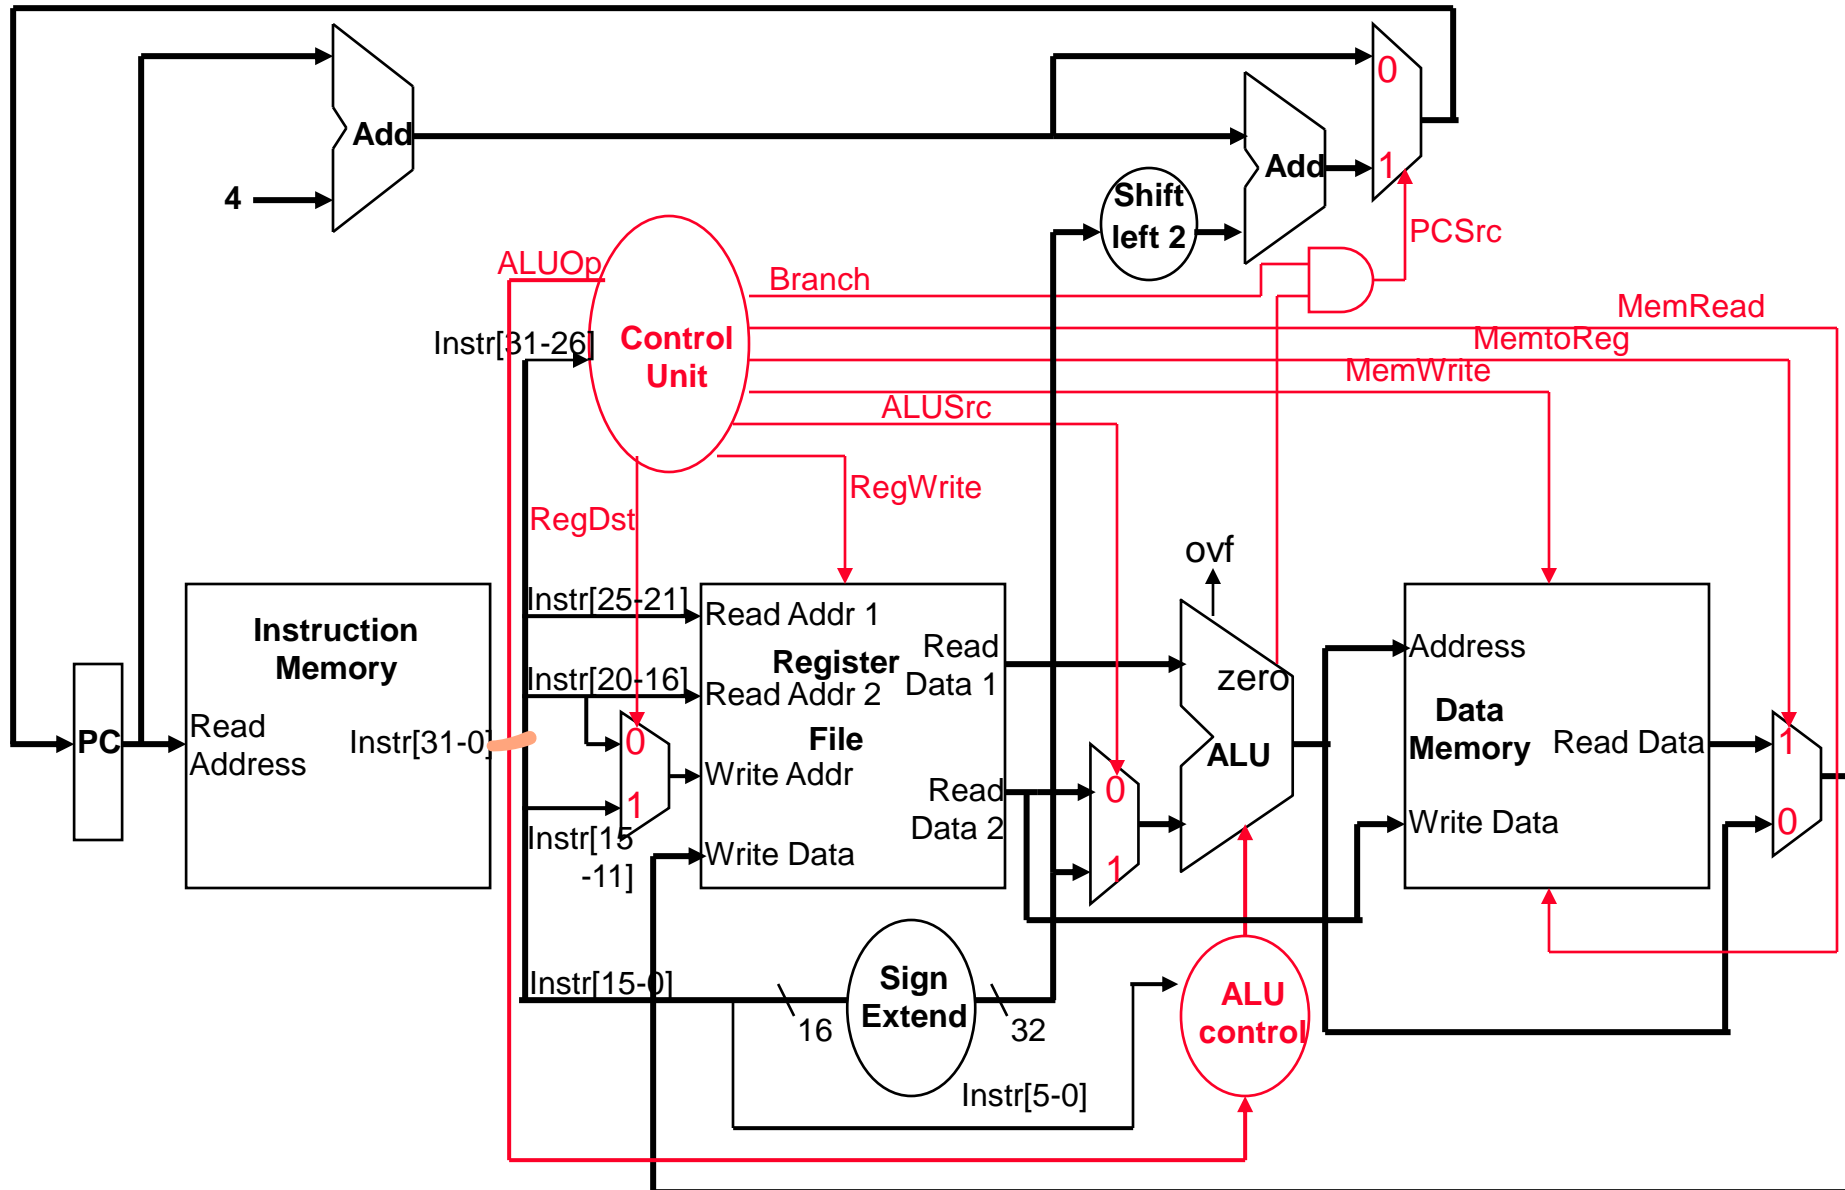 0
Add
Add
1
4
Shift
left 2
PCSrc
ALUOp
Branch
MemRead
Instr[31-26]
Control
Unit
MemtoReg
MemWrite
ALUSrc
RegWrite
RegDst
ovf
Instr[25-21]
Read Addr 1
Instruction
Memory
Register
File
Read
Data 1
Instr[20-16]
Read Addr 2
zero
Address
Data
Memory
PC
Read
Address
Instr[31-0]
0
Write Addr
ALU
Read Data
1
1
Read
Data 2
0
Instr[15
-11]
Write Data
1
Write Data
0
Instr[15-0]
Sign
Extend
16
32
ALU
control
Instr[5-0]